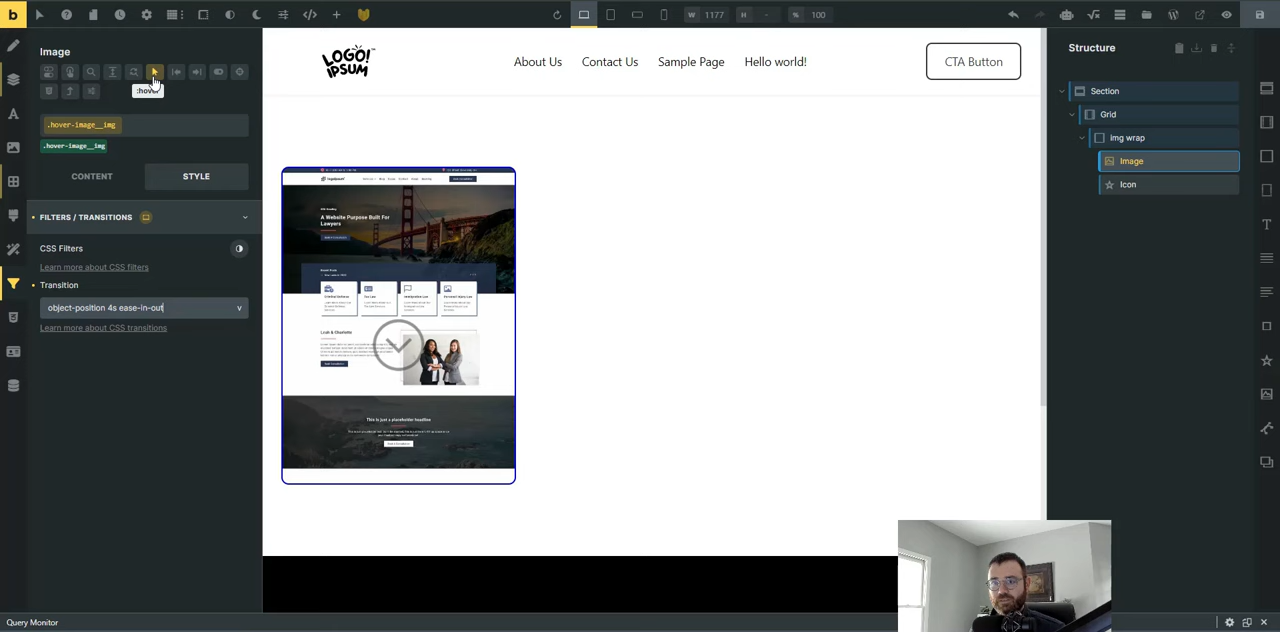 b
W 1177 H - % 100
Image
:hover
.hover-image__img
.hover-image__img
CONTENT STYLE
FILTERS / TRANSITIONS
CSS Filters
Learn more about CSS filters
Transition
object-position 4s ease-in-out
v
Learn more about CSS transitions
LOGO!
IPSUM
About Us Contact Us Sample Page Hello world! CTA Button
A Website Purpose Built For
Lawyers
Leah & Charlotte
This is just a placeholder headline
Structure
Section
Grid
Img wrap
Image
Icon
Query Monitor